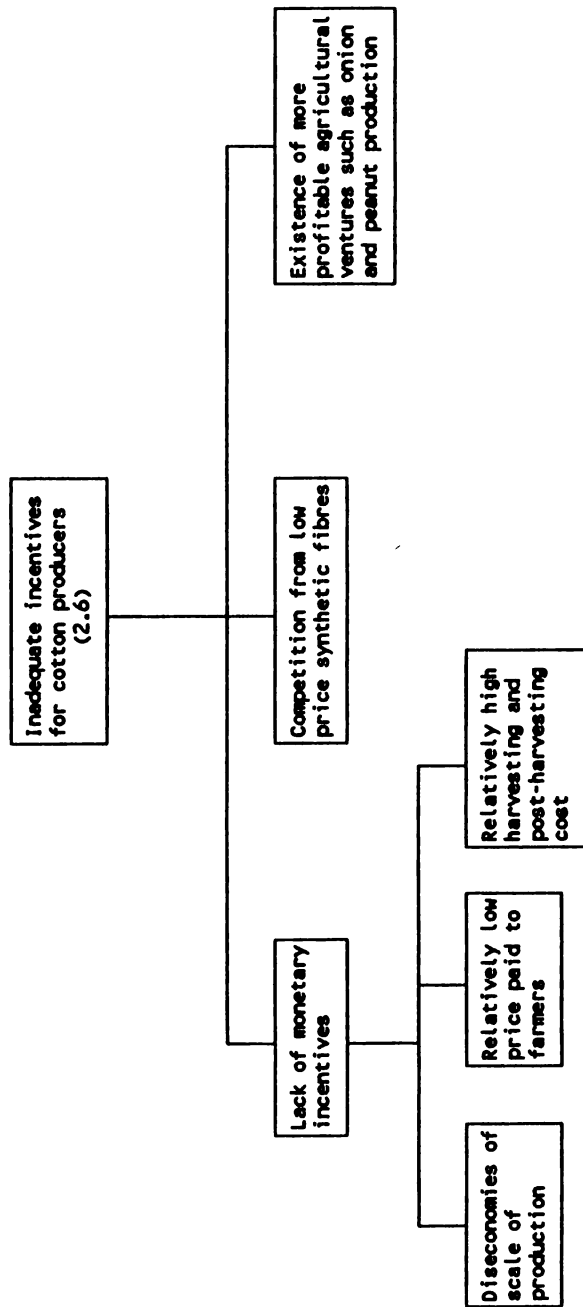 Inadequate incentives
for cotton producers
(2.6)
Lack of monetary
incentives
Competition from low
price synthetic fibres
Existence of more
profitable agricultural
ventures such as onion
and peanut production
Diseconomies of
scale of
production
Relatively low
price paid to
farmers
Relatively high
harvesting and
post-harvesting
cost